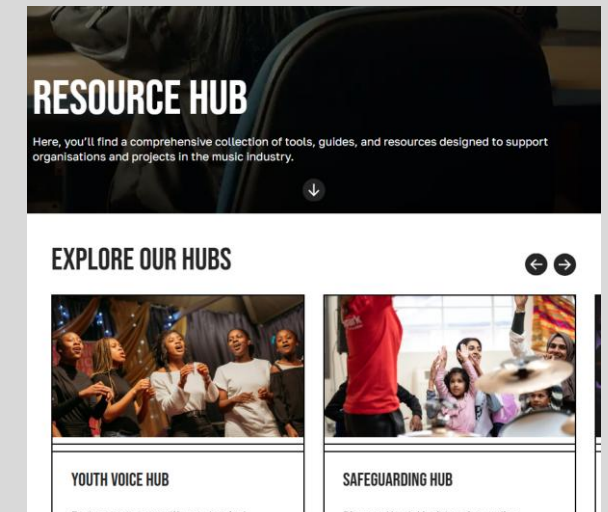 RESOURCE HUB
Here, you'll find a comprehensive collection of tools, guides, and resources designed to support
organisations and projects in the music industry.
EXPLORE OUR HUBS
YOUTH VOICE HUB
SAFEGUARDING HUB